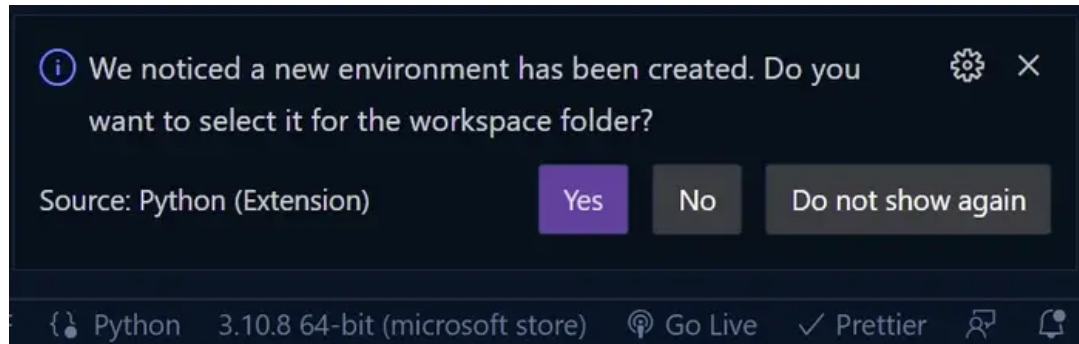 We noticed a new environment has been created. Do you
want to select it for the workspace folder?
Source: Python (Extension) Yes No Do not show again
Python 3.10.8 64-bit (microsoft store) Go Live Prettier